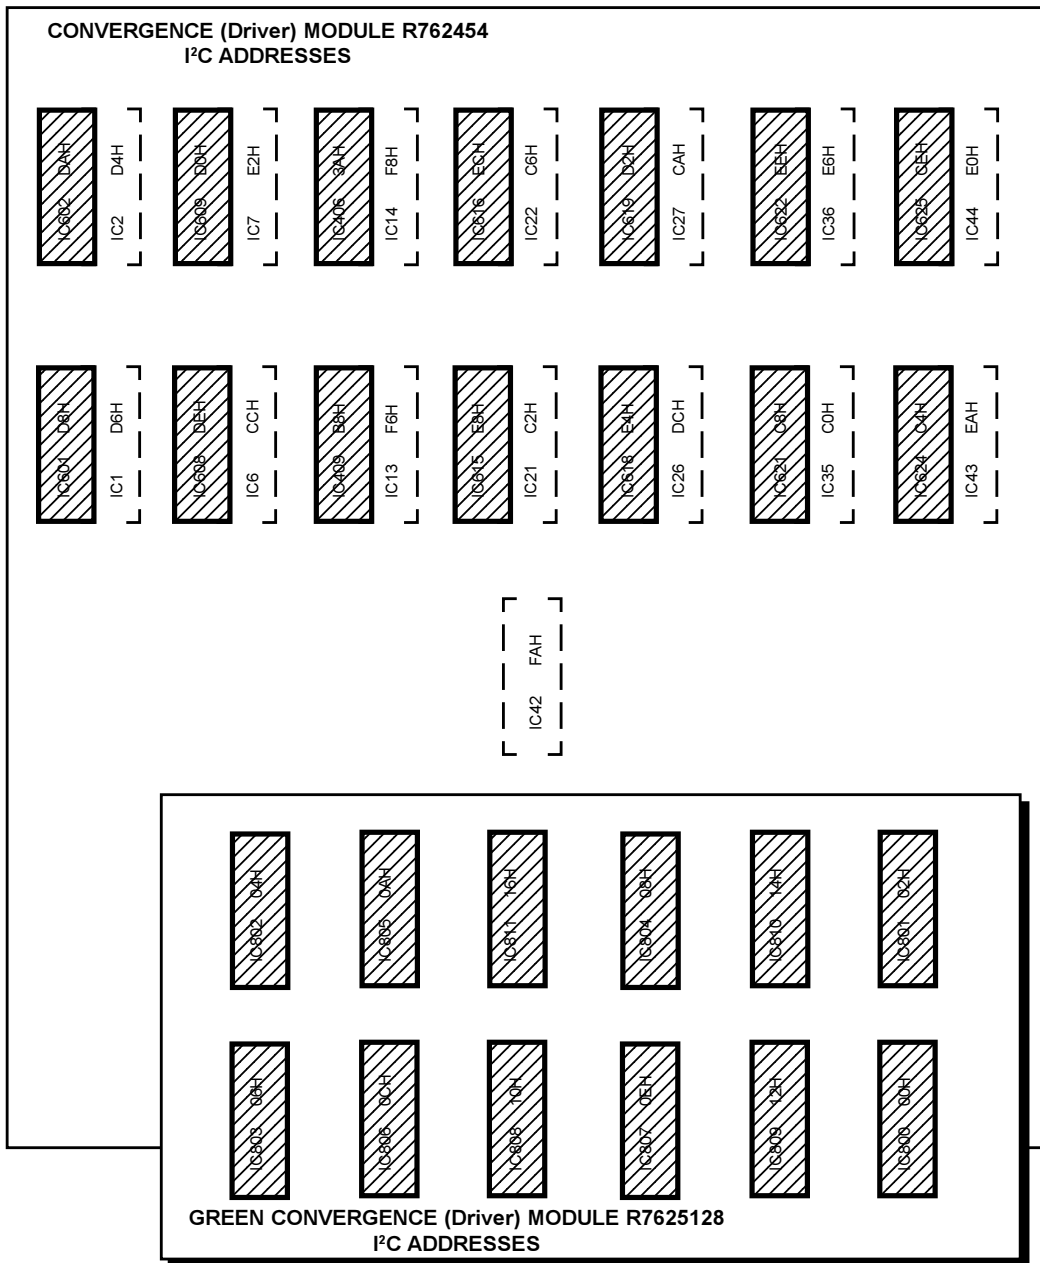 CONVERGENCE (Driver) MODULE R762454
I²C ADDRESSES
IC602 DAH
IC2 D4H
IC609 D0H
IC7 E2H
IC406 3AH
IC14 F8H
IC616 ECH
IC22 C6H
IC619 D2H
IC27 CAH
IC622 EEH
IC36 E6H
IC625 CEH
IC44 E0H
IC601 D8H
IC1 D6H
IC608 DEH
IC6 CCH
IC409 B8H
IC13 F6H
IC615 E8H
IC21 C2H
IC618 E4H
IC26 DCH
IC621 C8H
IC35 C0H
IC624 C4H
IC43 EAH
IC42 FAH
IC802 04H
IC805 0AH
IC811 16H
IC804 08H
IC810 14H
IC801 02H
IC803 06H
IC806 0CH
IC808 10H
IC807 0EH
IC809 12H
IC800 00H
GREEN CONVERGENCE (Driver) MODULE R7625128
I²C ADDRESSES